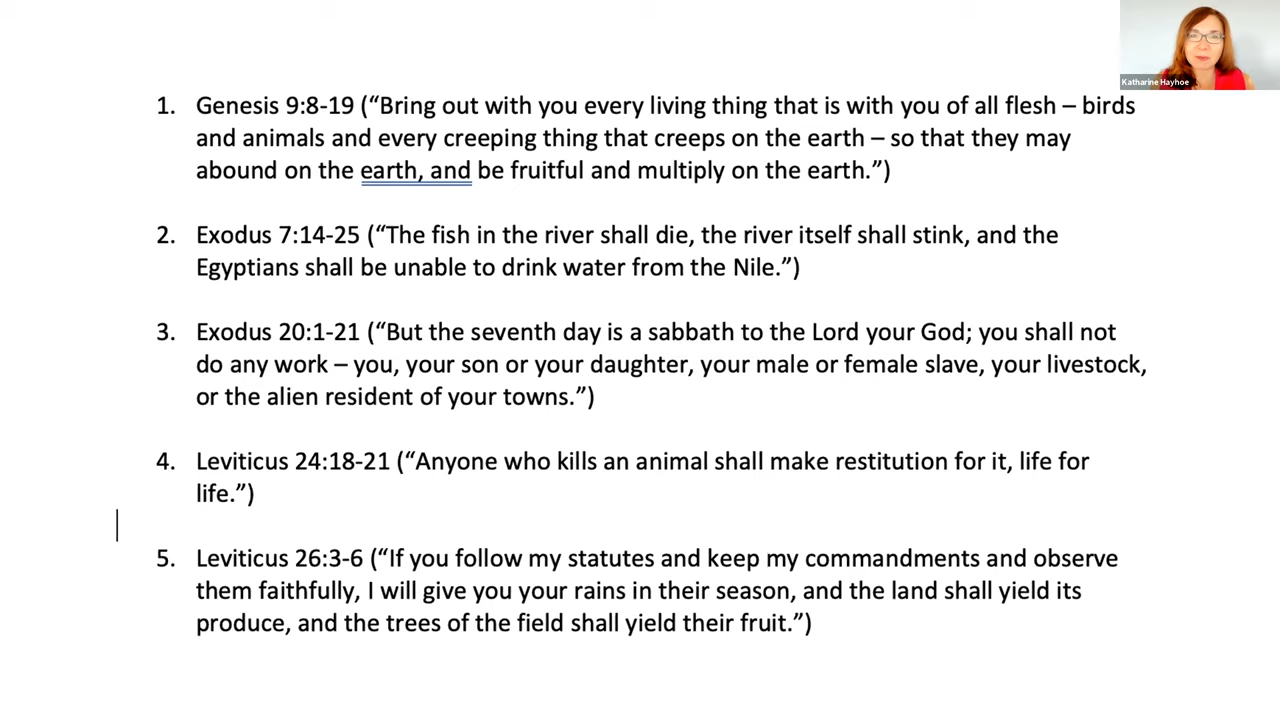 Katharine Hayhoe
1. Genesis 9:8-19 (“Bring out with you every living thing that is with you of all flesh – birds
and animals and every creeping thing that creeps on the earth – so that they may
abound on the earth, and be fruitful and multiply on the earth.”)
2. Exodus 7:14-25 (“The fish in the river shall die, the river itself shall stink, and the
Egyptians shall be unable to drink water from the Nile.”)
3. Exodus 20:1-21 (“But the seventh day is a sabbath to the Lord your God; you shall not
do any work – you, your son or your daughter, your male or female slave, your livestock,
or the alien resident of your towns.”)
4. Leviticus 24:18-21 (“Anyone who kills an animal shall make restitution for it, life for
life.”)
5. Leviticus 26:3-6 (“If you follow my statutes and keep my commandments and observe
them faithfully, I will give you your rains in their season, and the land shall yield its
produce, and the trees of the field shall yield their fruit.”)